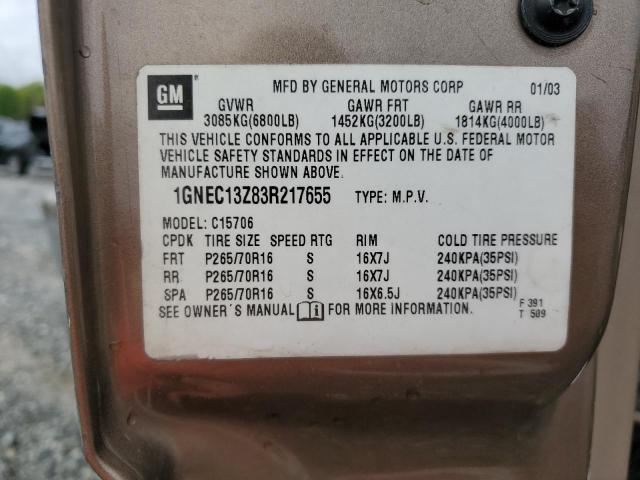 GM
MFD BY GENERAL MOTORS CORP 01/03
GVWR GAWR FRT GAWR RR
3085KG(6800LB) 1452KG(3200LB) 1814KG(4000LB)
THIS VEHICLE CONFORMS TO ALL APPLICABLE U.S. FEDERAL MOTOR
VEHICLE SAFETY STANDARDS IN EFFECT ON THE DATE OF
MANUFACTURE SHOWN ABOVE.
1GNEC13Z83R217655 TYPE: M.P.V.
MODEL: C15706
CPDK TIRE SIZE SPEED RTG RIM COLD TIRE PRESSURE
FRT P265/70R16 S 16X7J 240KPA(35PSI)
RR P265/70R16 S 16X7J 240KPA(35PSI)
SPA P265/70R16 S 16X6.5J 240KPA(35PSI)
SEE OWNER'S MANUAL i FOR MORE INFORMATION.
F 391
T 509